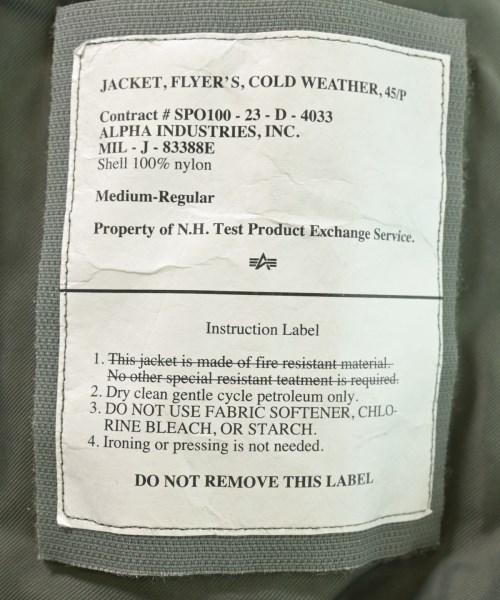 JACKET, FLYER'S, COLD WEATHER, 45/P
Contract # SPO100 - 23 - D - 4033
ALPHA INDUSTRIES, INC.
MIL - J - 83388E
Shell 100% nylon
Medium-Regular
Property of N.H. Test Product Exchange Service.
Instruction Label
1. This jacket is made of fire resistant material.
No other special resistant teatment is required.
2. Dry clean gentle cycle petroleum only.
3. DO NOT USE FABRIC SOFTENER, CHLO-
RINE BLEACH, OR STARCH.
4. Ironing or pressing is not needed.
DO NOT REMOVE THIS LABEL